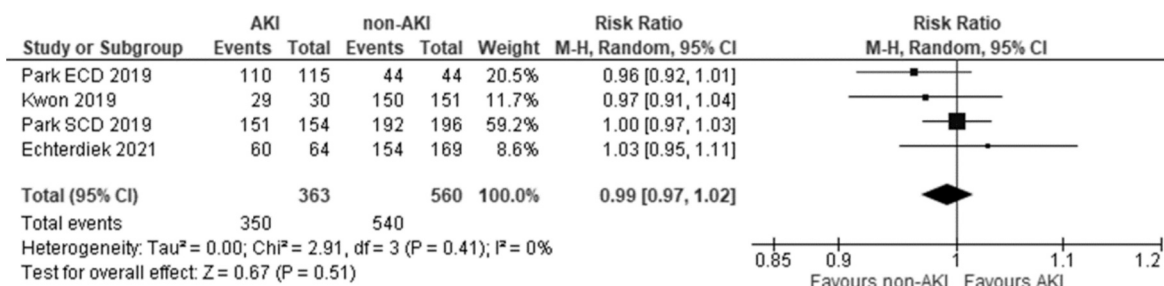 AKI non-AKI Risk Ratio Risk Ratio
Study or Subgroup Events Total Events Total Weight M-H, Random, 95% CI M-H, Random, 95% CI
Park ECD 2019 110 115 44 44 20.5% 0.96 [0.92, 1.01]
Kwon 2019 29 30 150 151 11.7% 0.97 [0.91, 1.04]
Park SCD 2019 151 154 192 196 59.2% 1.00 [0.97, 1.03]
Echterdiek 2021 60 64 154 169 8.6% 1.03 [0.95, 1.11]
Total (95% CI) 363 560 100.0% 0.99 [0.97, 1.02]
Total events 350 540
Heterogeneity: Tau² = 0.00; Chi² = 2.91, df = 3 (P = 0.41); I² = 0%
Test for overall effect: Z = 0.67 (P = 0.51)
0.85 0.9 1 1.1 1.2
Favours non-AKI Favours AKI